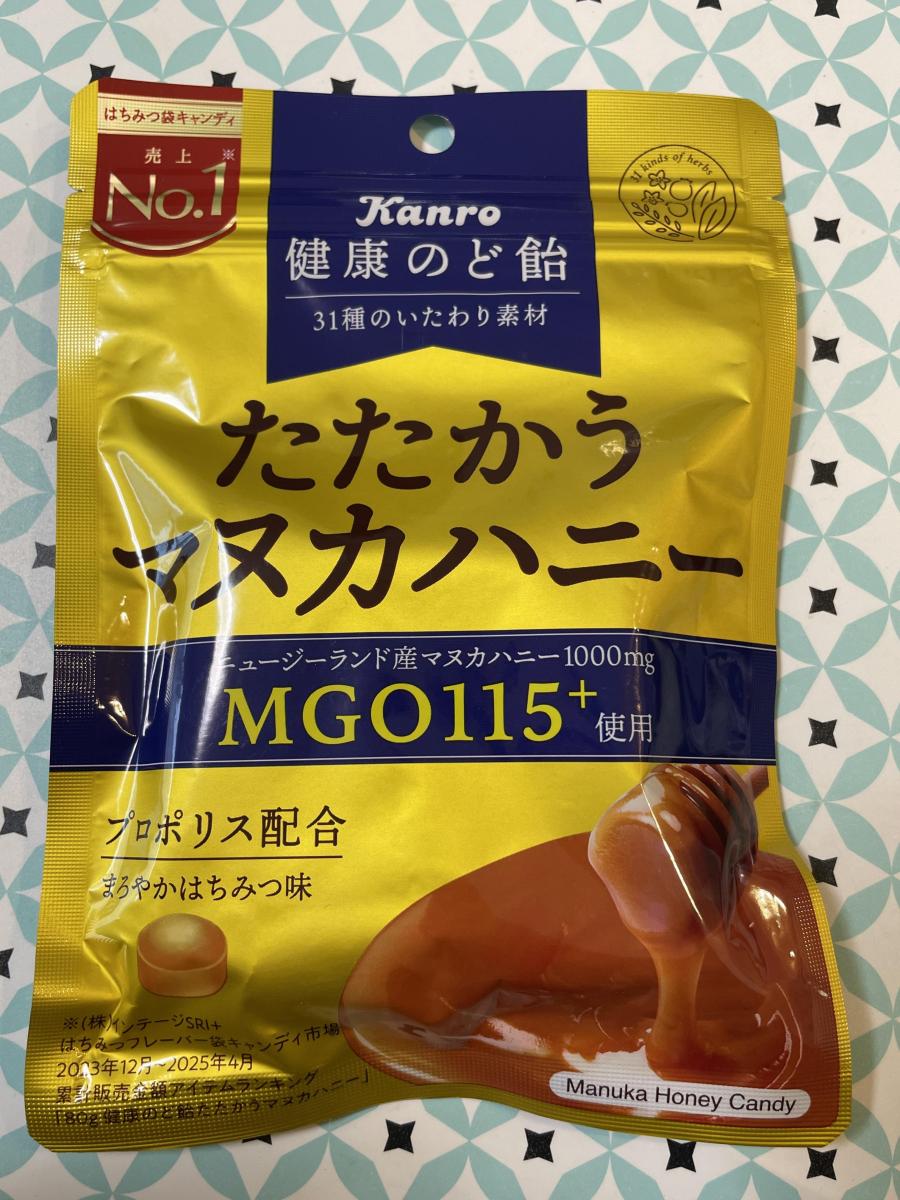 はちみつ袋キャンディ
売上※
No.1
31 kinds of herbs
Kanro
健康のど飴
31種のいたわり素材
たたかう
マヌカハニー
ニュージーランド産マヌカハニー1000mg
MGO115+使用
プロポリス配合
まろやかはちみつ味
※(株)インテージSRI+
はちみつフレーバー袋キャンディ市場
2023年12月~2025年4月
累計販売金額アイテムランキング
「80g 健康のど飴たたかうマヌカハニー」
Manuka Honey Candy